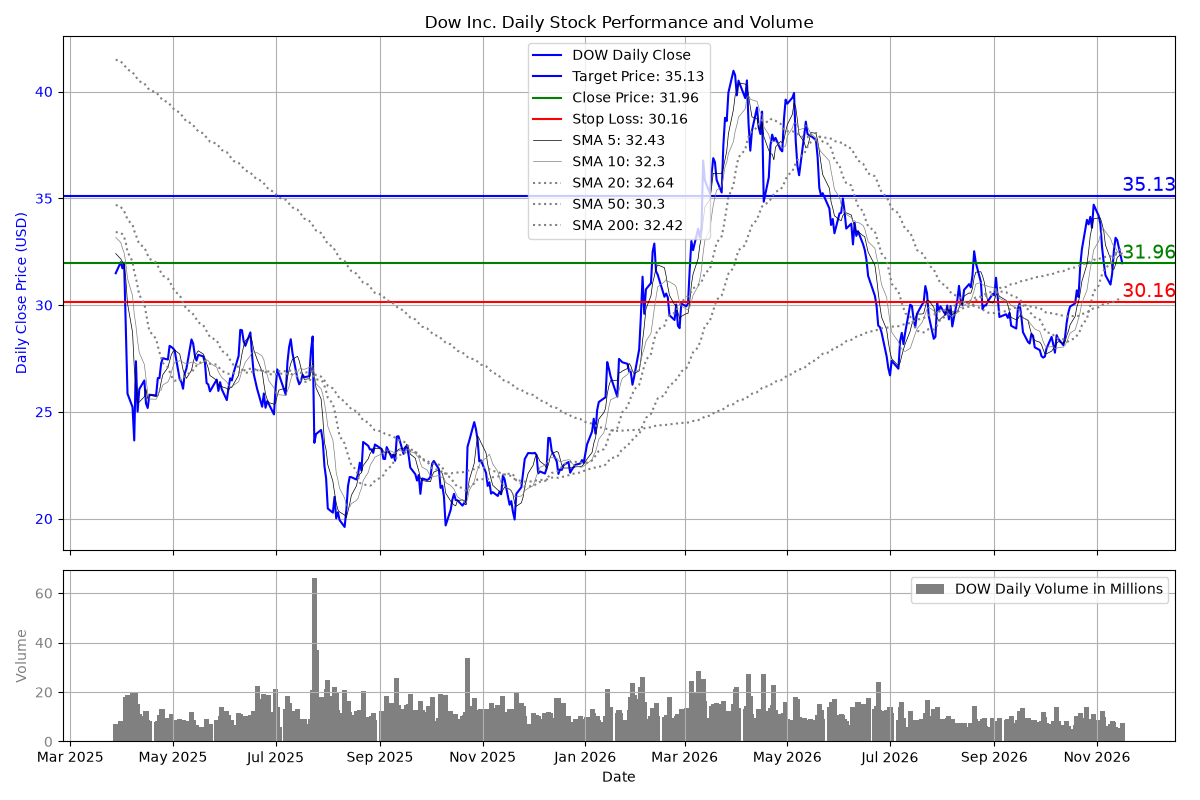 Dow Inc. Daily Stock Performance and Volume
Daily Close Price (USD)
40
35
30
25
20
DOW Daily Close
Target Price: 35.13
Close Price: 31.96
Stop Loss: 30.16
SMA 5: 32.43
SMA 10: 32.3
SMA 20: 32.64
SMA 50: 30.3
SMA 200: 32.42
35.13
31.96
30.16
Volume
60
40
20
0
DOW Daily Volume in Millions
Mar 2025 May 2025 Jul 2025 Sep 2025 Nov 2025 Jan 2026 Mar 2026 May 2026 Jul 2026 Sep 2026 Nov 2026
Date